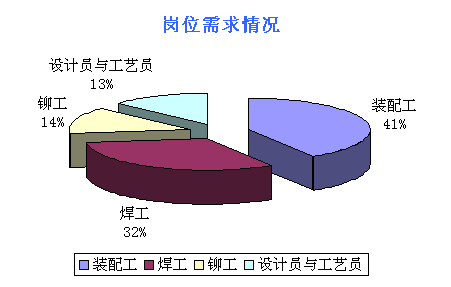 岗位需求情况
设计员与工艺员
13%
铆工
14%
装配工
41%
焊工
32%
装配工 焊工 铆工 设计员与工艺员